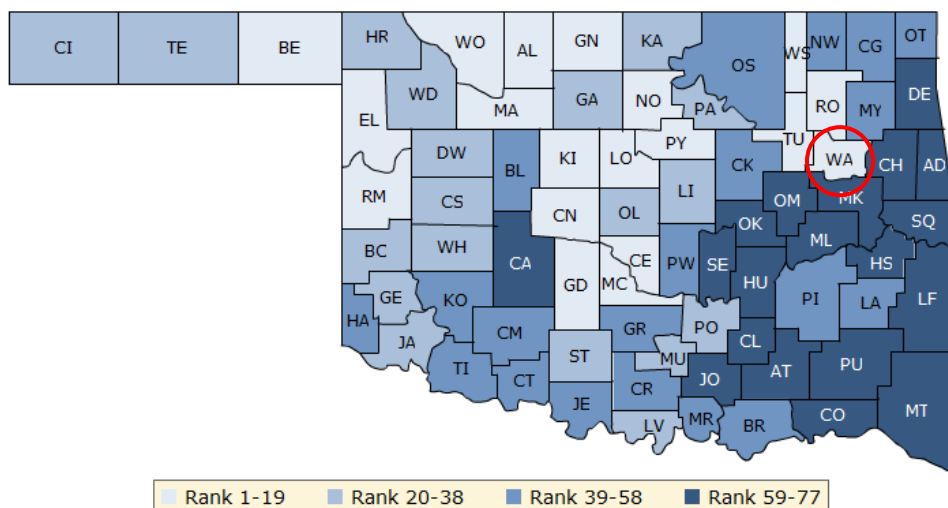 CI TE BE HR WO AL GN KA OS WS NW CG OT
EL WD MA GA NO PA RO MY DE
DW BL KI LO PY CK TU WA CH AD
RM CS CN OL LI OM MK
BC WH CA CE PW SE OK ML SQ
GE KO GD MC HU PI HS LA LF
HA JA CM GR PO CL
TI CT ST MU JO AT PU
JE CR LV MR BR CO MT
Rank 1-19 Rank 20-38 Rank 39-58 Rank 59-77